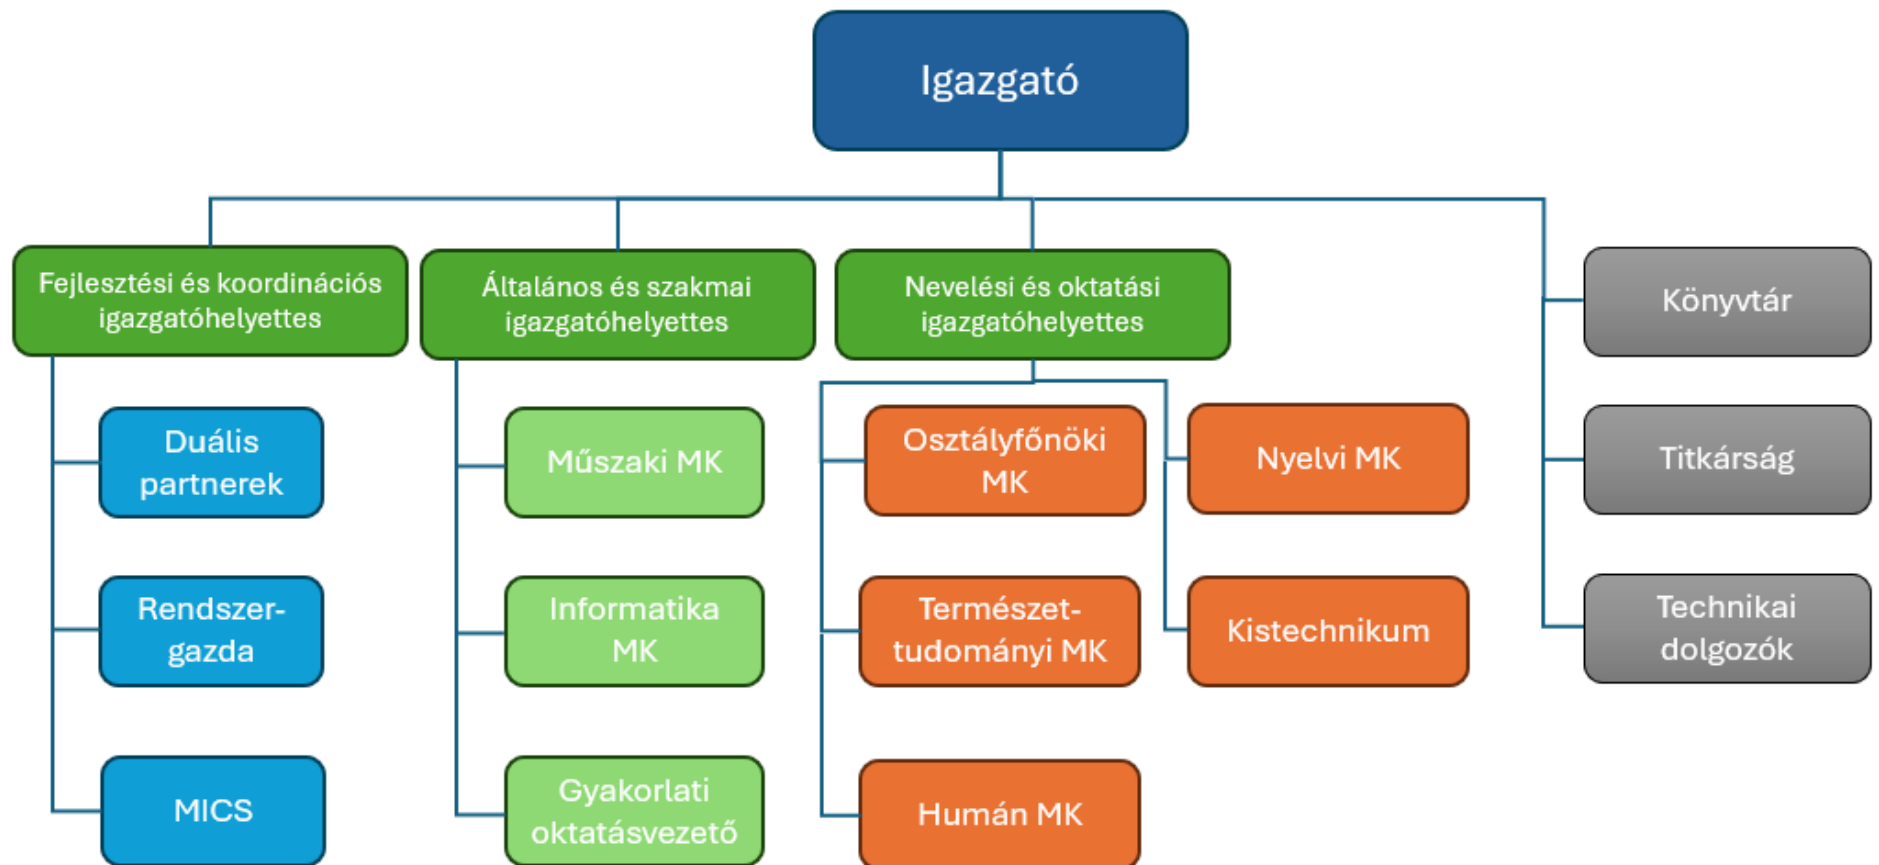 Igazgató
Fejlesztési és koordinációs
igazgatóhelyettes
Általános és szakmai
igazgatóhelyettes
Nevelési és oktatási
igazgatóhelyettes
Könyvtár
Duális
partnerek
Műszaki MK
Osztályfőnöki
MK
Nyelvi MK
Titkárság
Rendszer-
gazda
Informatika
MK
Természet-
tudományi MK
Kistechnikum
Technikai
dolgozók
MICS
Gyakorlati
oktatásvezető
Humán MK